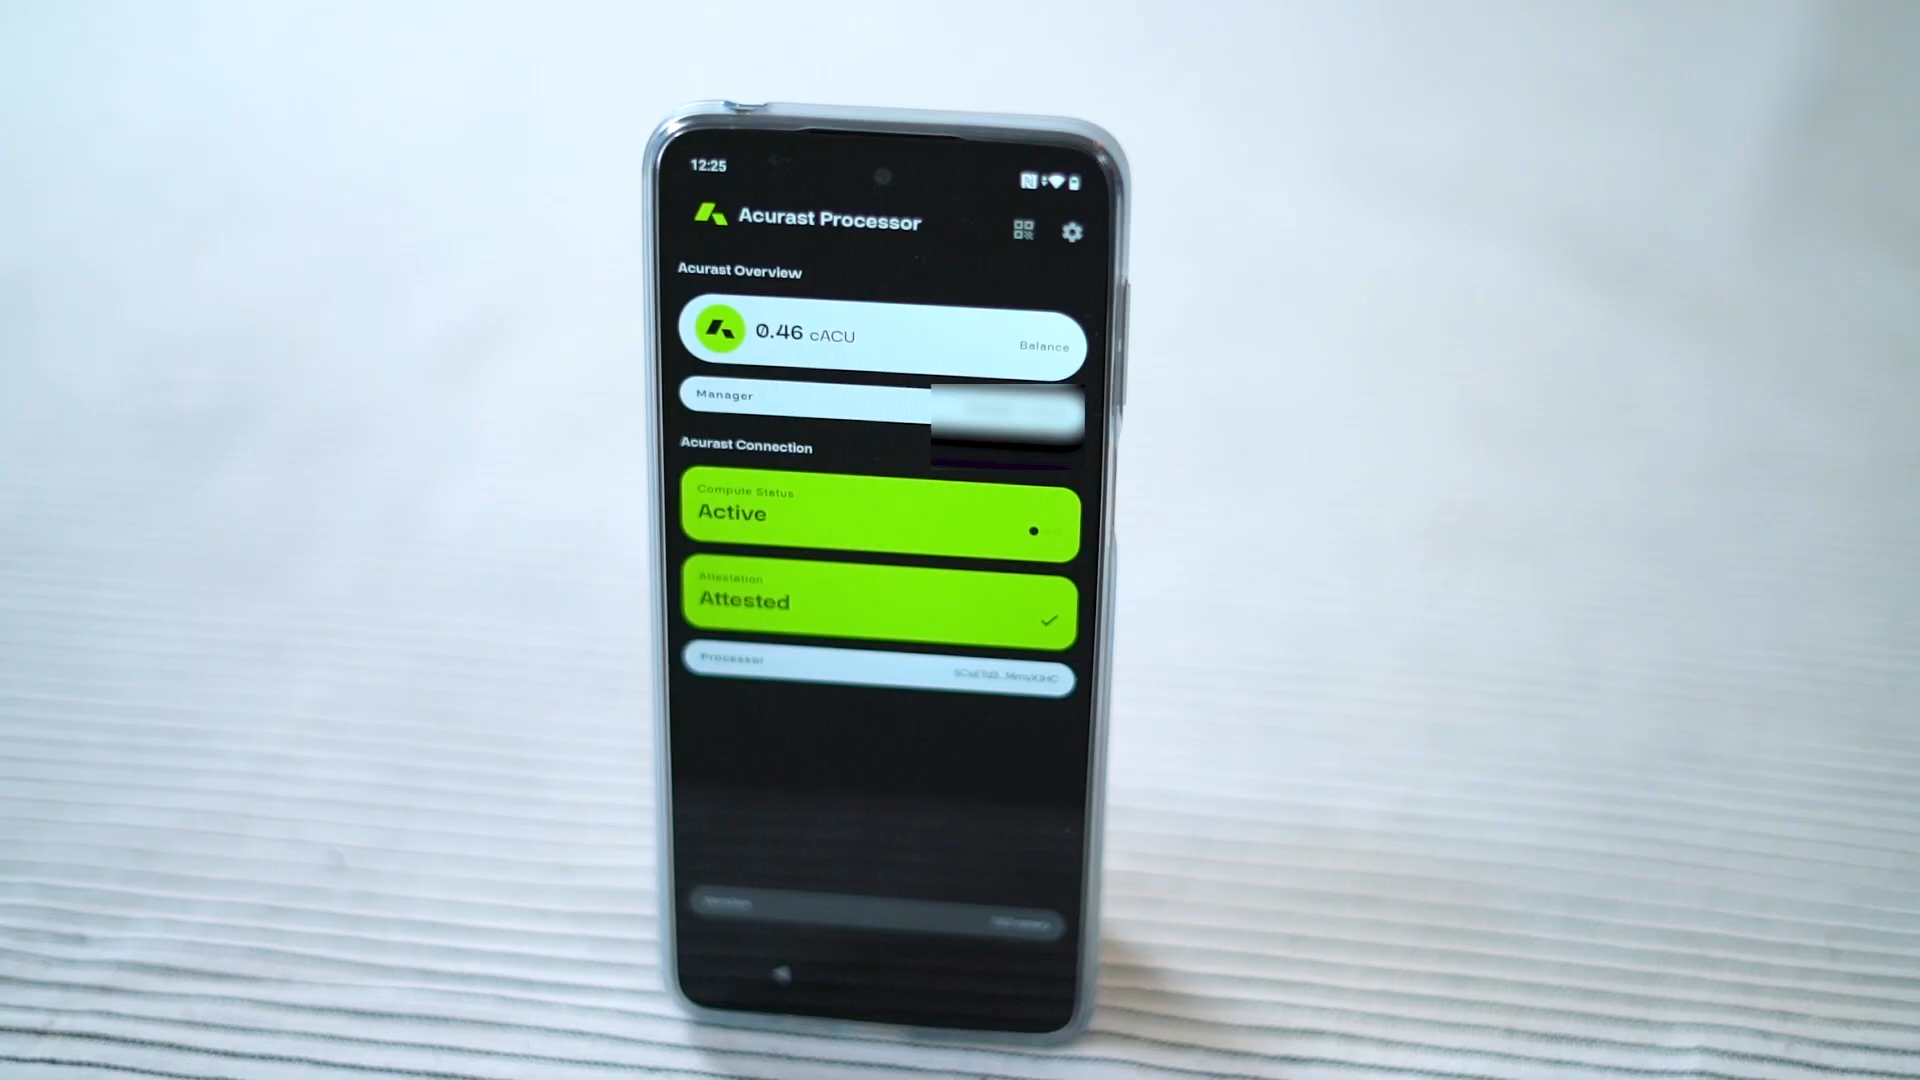 12:25
Acurast Processor
Acurast Overview
0.46 cACU
Balance
Manager
Acurast Connection
Compute Status
Active
Attestation
Attested
Processor